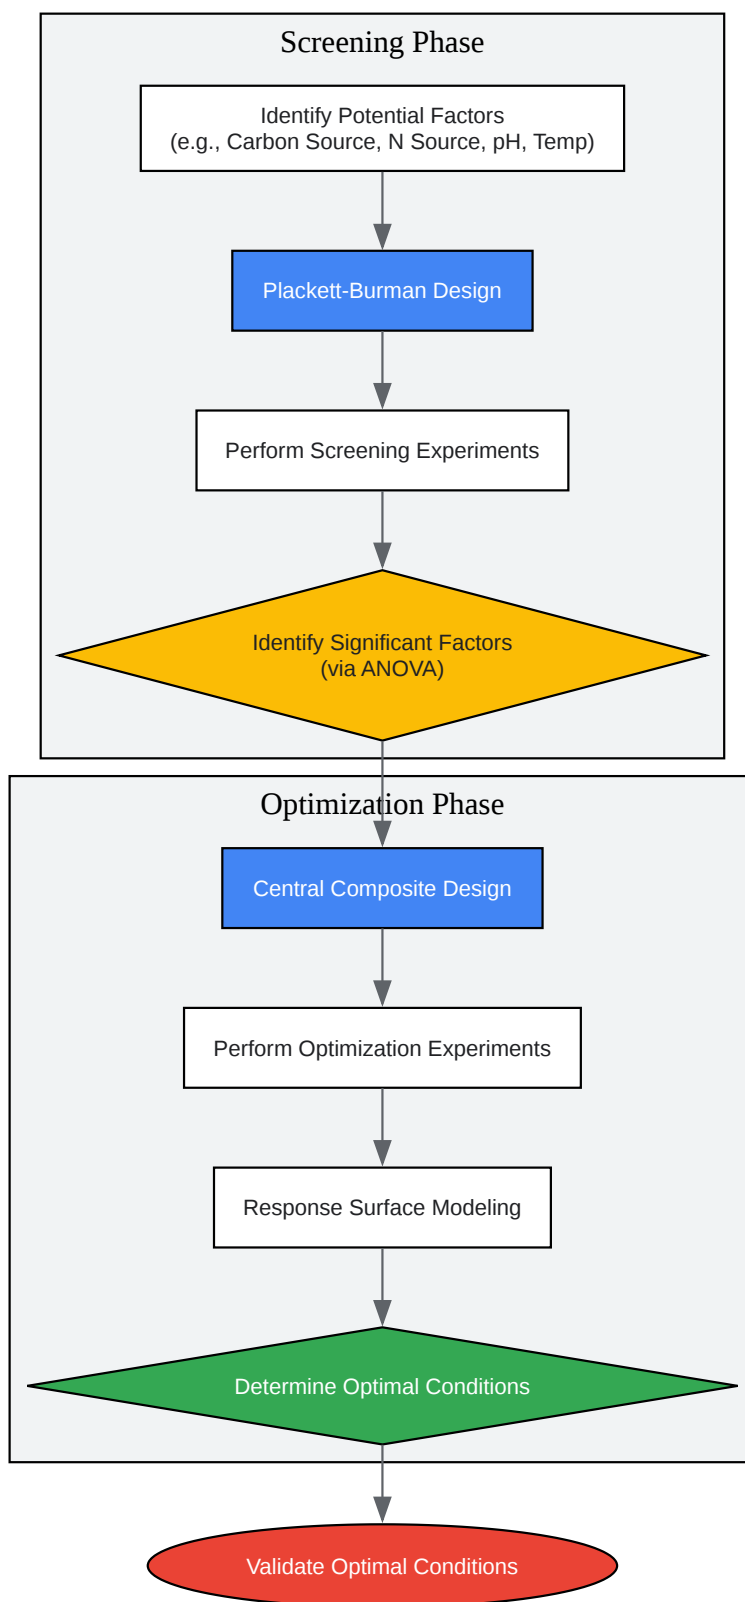 Screening Phase
Identify Potential Factors
(e.g., Carbon Source, N Source, pH, Temp)
Plackett-Burman Design
Perform Screening Experiments
Identify Significant Factors
(via ANOVA)
Optimization Phase
Central Composite Design
Perform Optimization Experiments
Response Surface Modeling
Determine Optimal Conditions
Validate Optimal Conditions